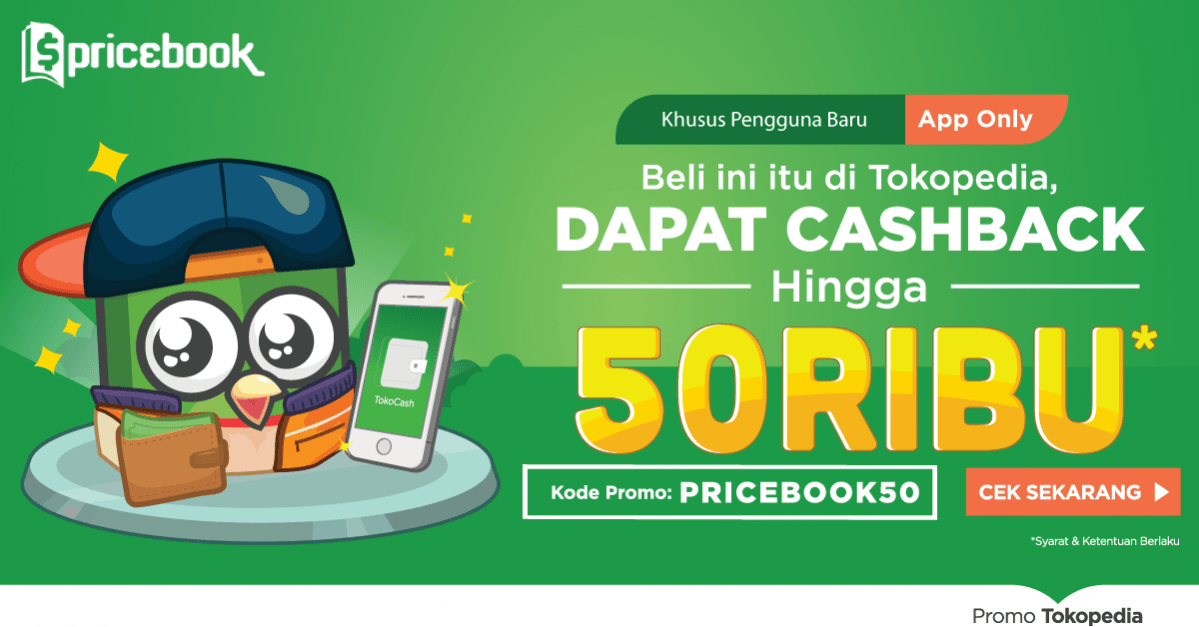 pricebook
Khusus Pengguna Baru App Only
Beli ini itu di Tokopedia,
DAPAT CASHBACK
Hingga
50RIBU*
TokoCash
Kode Promo: PRICEBOOK50 CEK SEKARANG
*Syarat & Ketentuan Berlaku
Promo Tokopedia